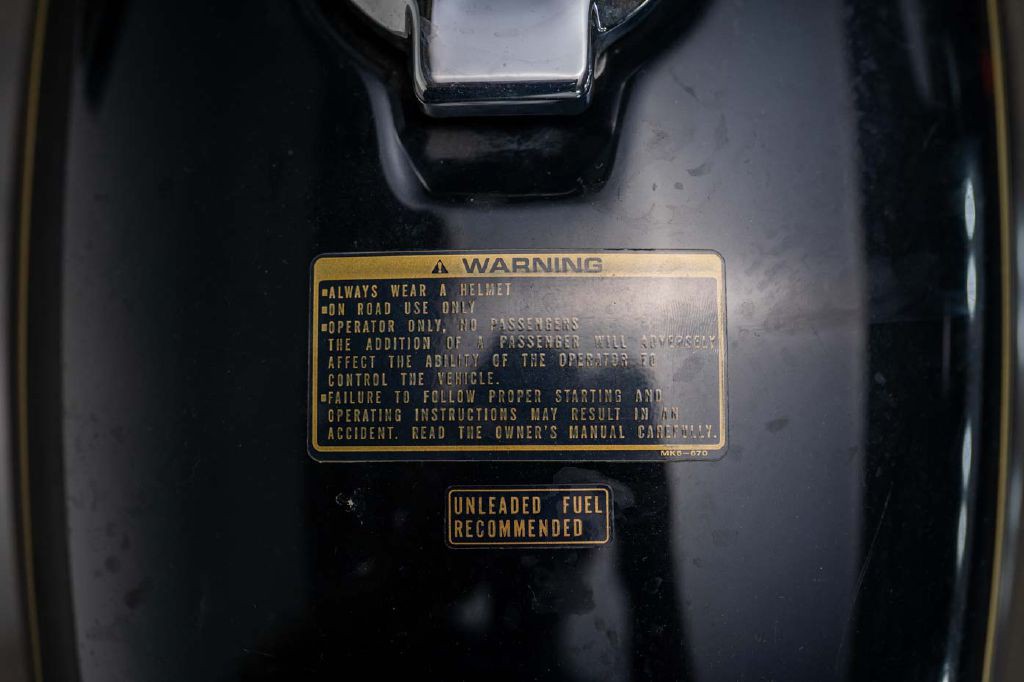 ⚠ WARNING
▪ALWAYS WEAR A HELMET
▪ON ROAD USE ONLY
▪OPERATOR ONLY, NO PASSENGERS
THE ADDITION OF A PASSENGER WILL ADVERSELY
AFFECT THE ABILITY OF THE OPERATOR TO
CONTROL THE VEHICLE.
▪FAILURE TO FOLLOW PROPER STARTING AND
OPERATING INSTRUCTIONS MAY RESULT IN AN
ACCIDENT. READ THE OWNER'S MANUAL CAREFULLY.
MK6-670
UNLEADED FUEL
RECOMMENDED